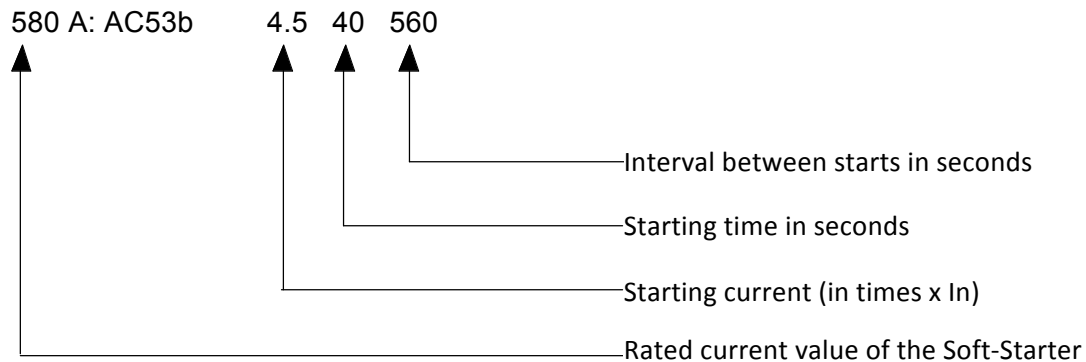 580 A: AC53b 4.5 40 560
Interval between starts in seconds
Starting time in seconds
Starting current (in times x In)
Rated current value of the Soft-Starter